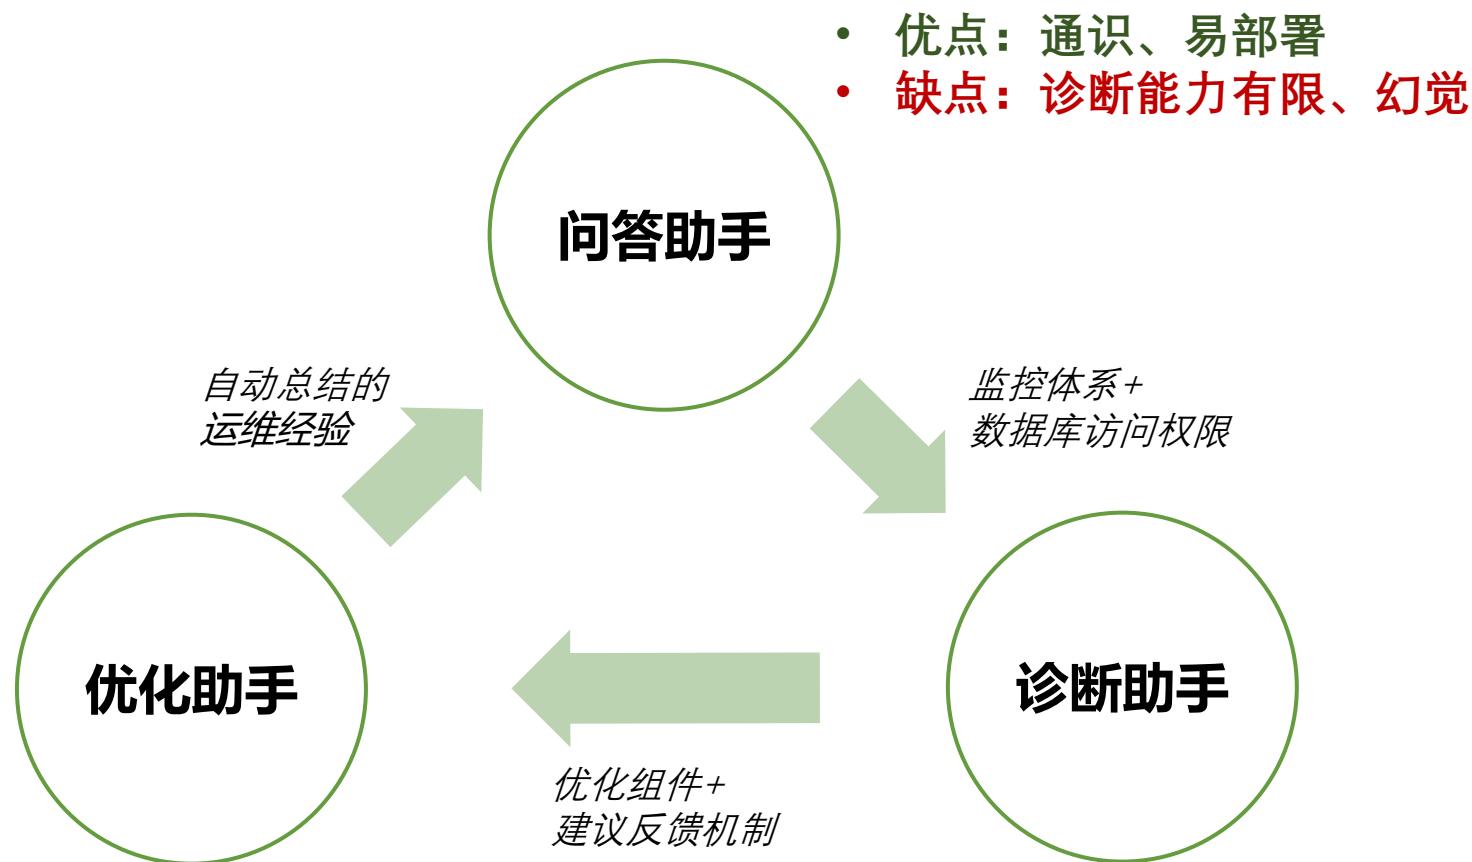 • 优点：通识、易部署
• 缺点：诊断能力有限、幻觉
问答助手
自动总结的
运维经验
监控体系+
数据库访问权限
优化助手
诊断助手
优化组件+
建议反馈机制